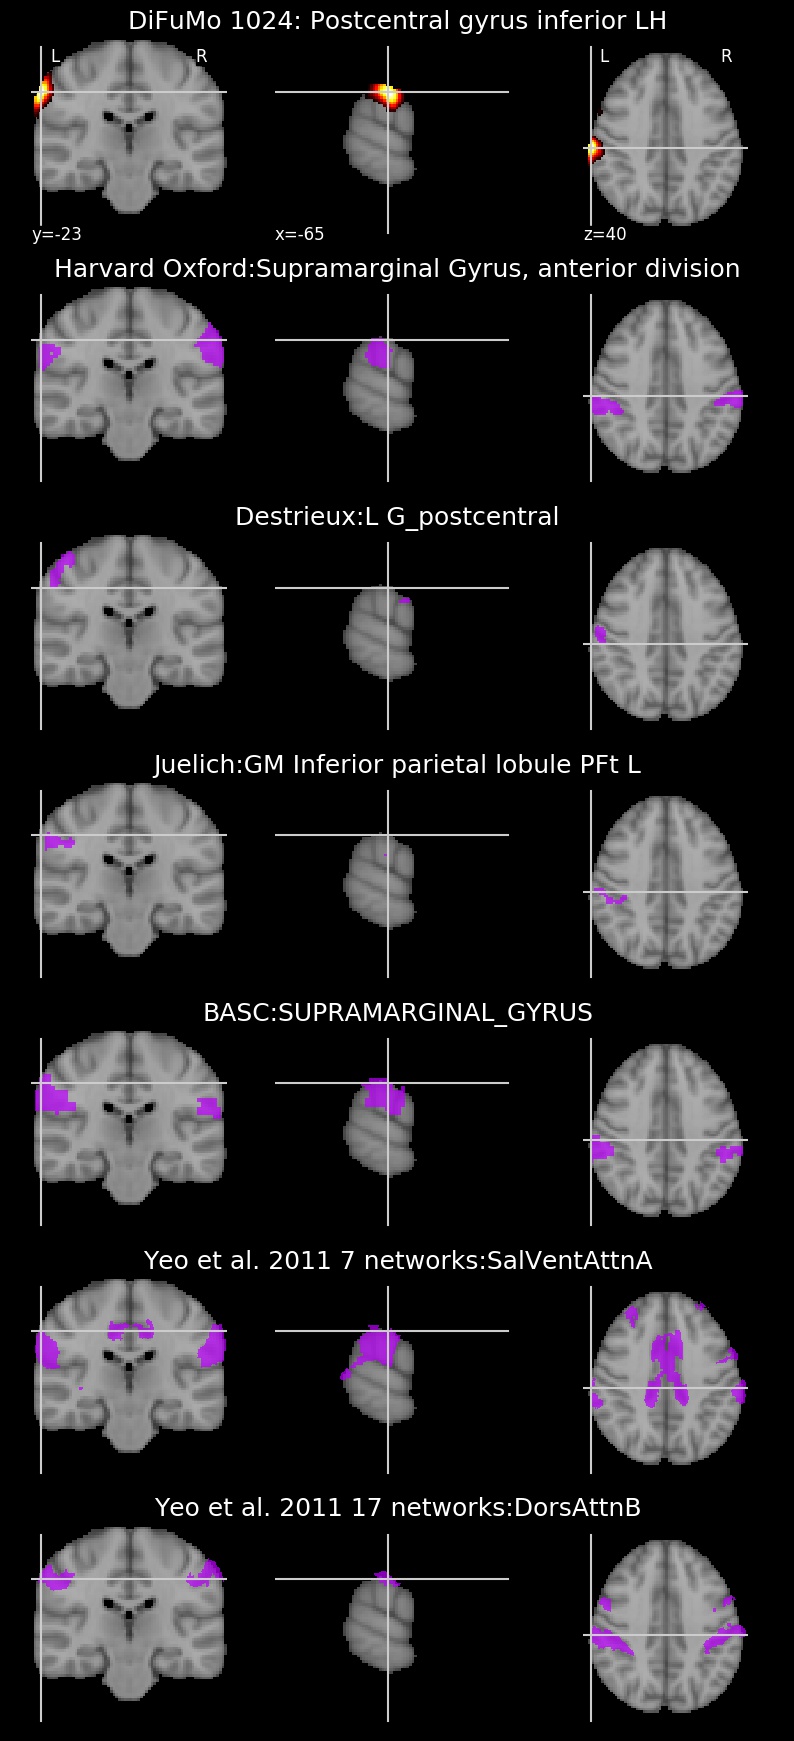 DiFuMo 1024: Postcentral gyrus inferior LH
L R L R
y=-23 x=-65 z=40
Harvard Oxford:Supramarginal Gyrus, anterior division
Destrieux:L G_postcentral
Juelich:GM Inferior parietal lobule PFt L
BASC:SUPRAMARGINAL_GYRUS
Yeo et al. 2011 7 networks:SalVentAttnA
Yeo et al. 2011 17 networks:DorsAttnB